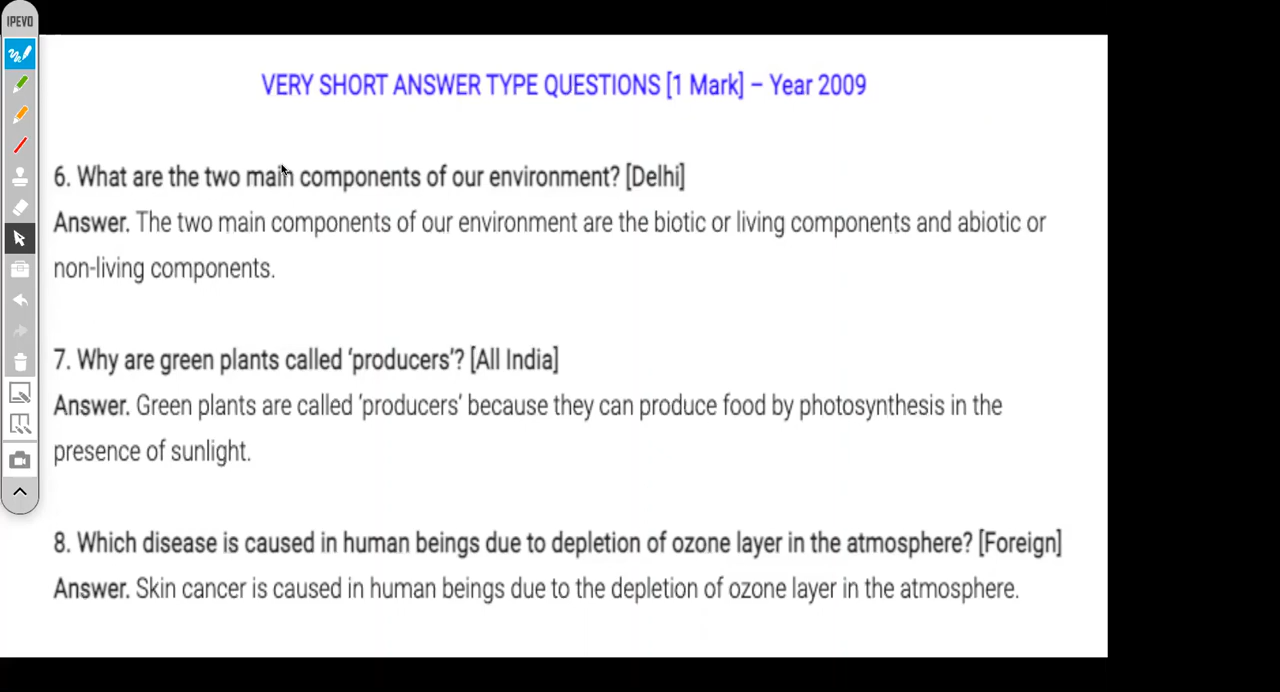 IPEVO
VERY SHORT ANSWER TYPE QUESTIONS [1 Mark] – Year 2009
6. What are the two main components of our environment? [Delhi]
Answer. The two main components of our environment are the biotic or living components and abiotic or
non-living components.
7. Why are green plants called ‘producers’? [All India]
Answer. Green plants are called ‘producers’ because they can produce food by photosynthesis in the
presence of sunlight.
8. Which disease is caused in human beings due to depletion of ozone layer in the atmosphere? [Foreign]
Answer. Skin cancer is caused in human beings due to the depletion of ozone layer in the atmosphere.